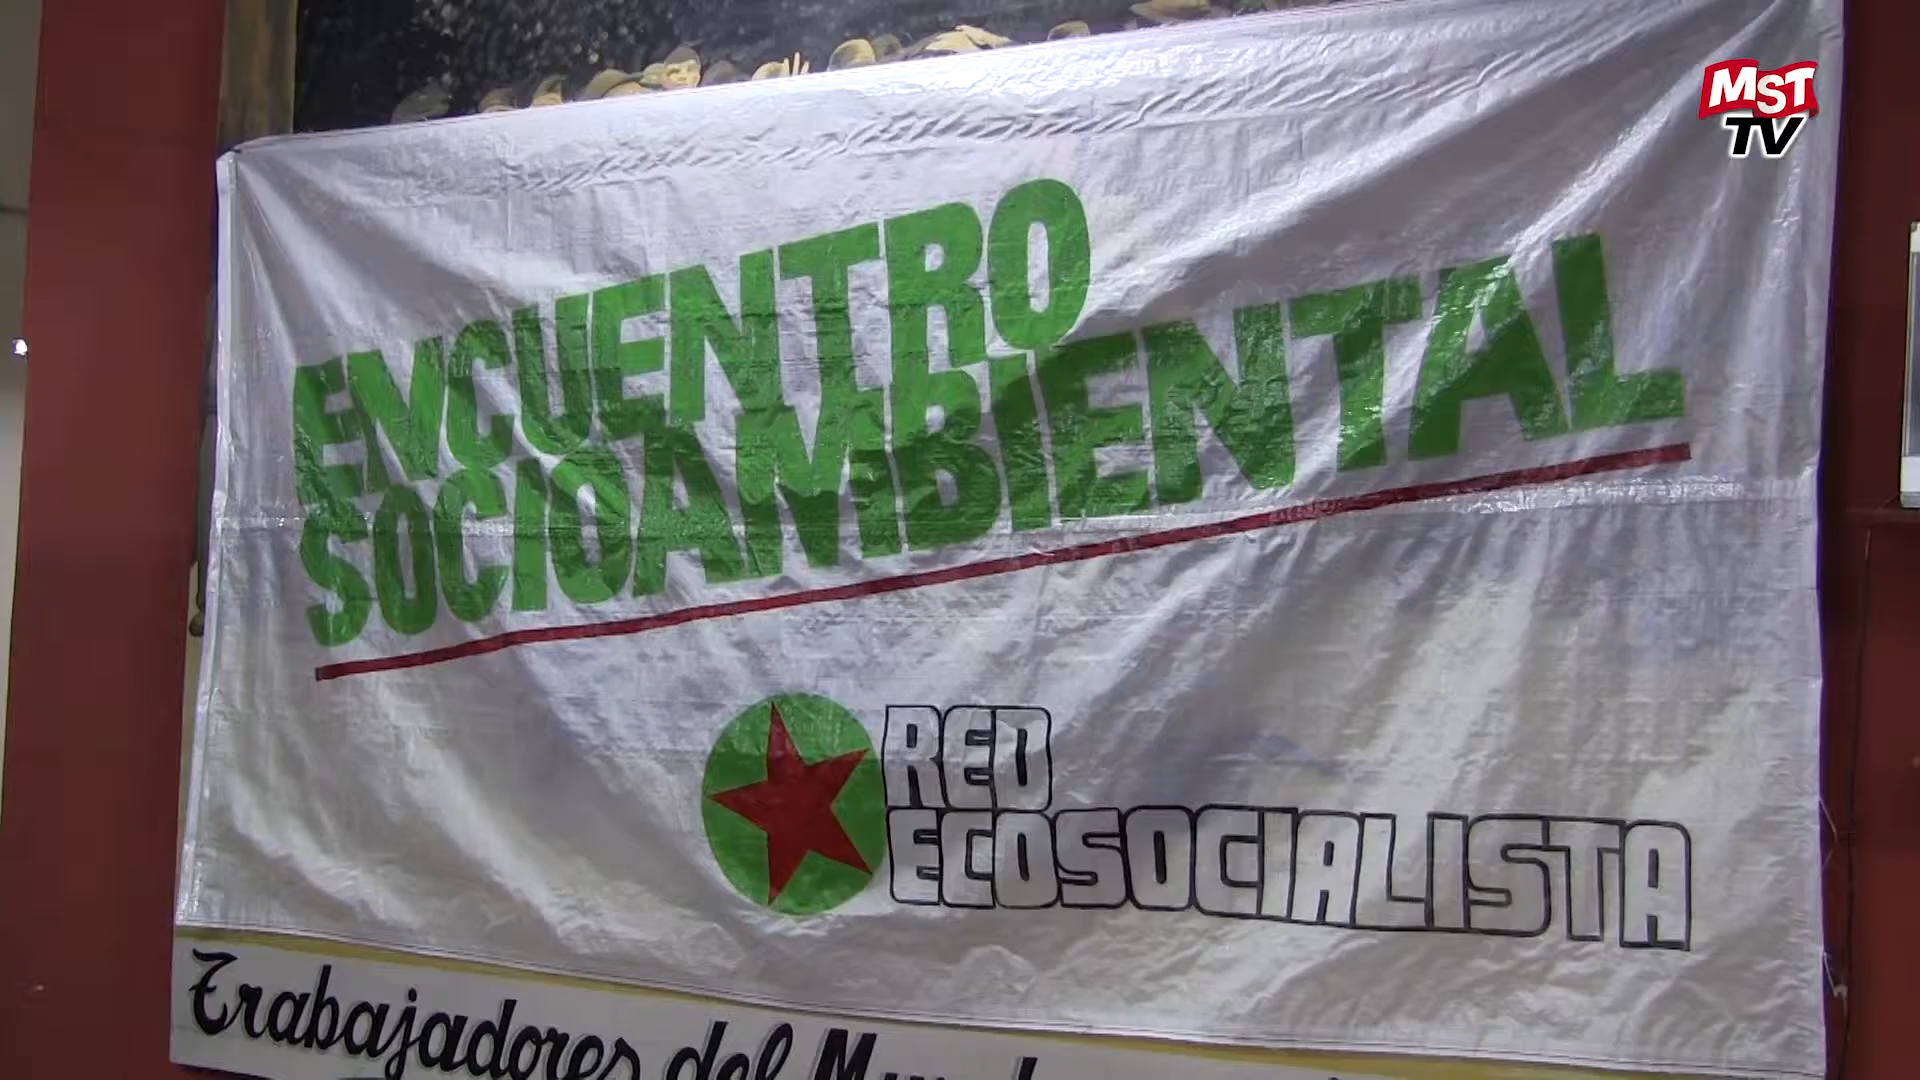 MST
TV
ENCUENTRO
SOCIOAMBIENTAL
RED
ECOSOCIALISTA
Trabajadores del